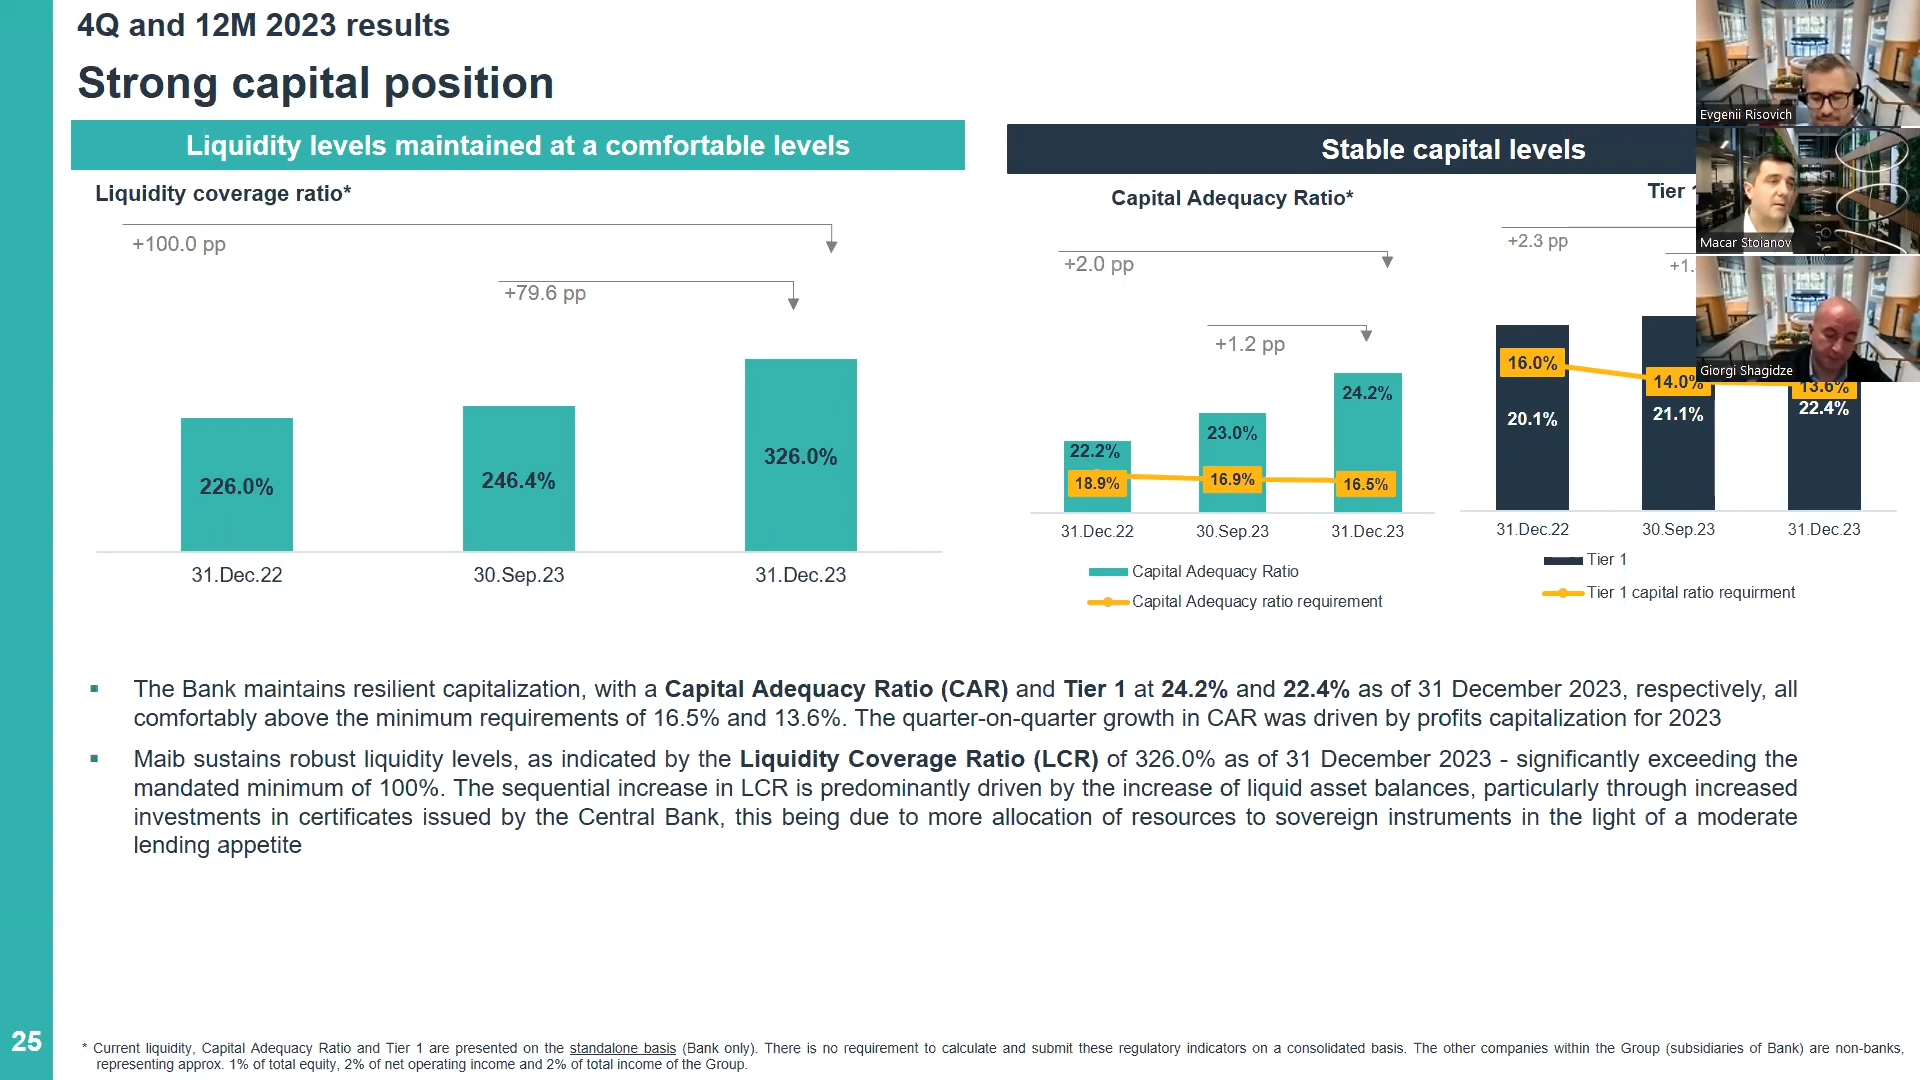 4Q and 12M 2023 results
Strong capital position
Liquidity levels maintained at a comfortable levels
Liquidity coverage ratio*
+100.0 pp
+79.6 pp
226.0%
246.4%
326.0%
31.Dec.22
30.Sep.23
31.Dec.23
Stable capital levels
Capital Adequacy Ratio*
+2.0 pp
+1.2 pp
22.2%
23.0%
24.2%
18.9%
16.9%
16.5%
31.Dec.22
30.Sep.23
31.Dec.23
Capital Adequacy Ratio
Capital Adequacy ratio requirement
Tier
+2.3 pp
+1.
16.0%
14.0%
13.6%
20.1%
21.1%
22.4%
31.Dec.22
30.Sep.23
31.Dec.23
Tier 1
Tier 1 capital ratio requirment
Evgenii Risovich
Macar Stoianov
Giorgi Shagidze
▪ The Bank maintains resilient capitalization, with a Capital Adequacy Ratio (CAR) and Tier 1 at 24.2% and 22.4% as of 31 December 2023, respectively, all
comfortably above the minimum requirements of 16.5% and 13.6%. The quarter-on-quarter growth in CAR was driven by profits capitalization for 2023
▪ Maib sustains robust liquidity levels, as indicated by the Liquidity Coverage Ratio (LCR) of 326.0% as of 31 December 2023 - significantly exceeding the
mandated minimum of 100%. The sequential increase in LCR is predominantly driven by the increase of liquid asset balances, particularly through increased
investments in certificates issued by the Central Bank, this being due to more allocation of resources to sovereign instruments in the light of a moderate
lending appetite
25
* Current liquidity, Capital Adequacy Ratio and Tier 1 are presented on the standalone basis (Bank only). There is no requirement to calculate and submit these regulatory indicators on a consolidated basis. The other companies within the Group (subsidiaries of Bank) are non-banks,
representing approx. 1% of total equity, 2% of net operating income and 2% of total income of the Group.